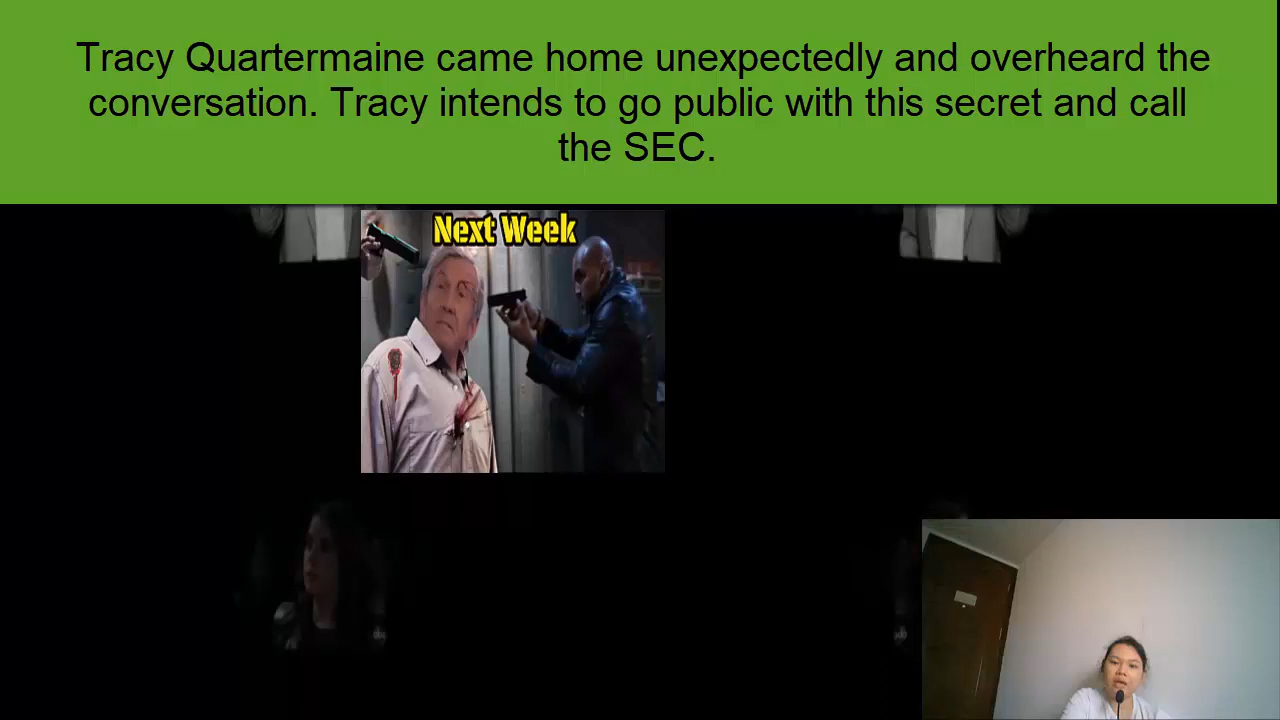 Tracy Quartermaine came home unexpectedly and overheard the
conversation. Tracy intends to go public with this secret and call
the SEC.
Next Week
abc